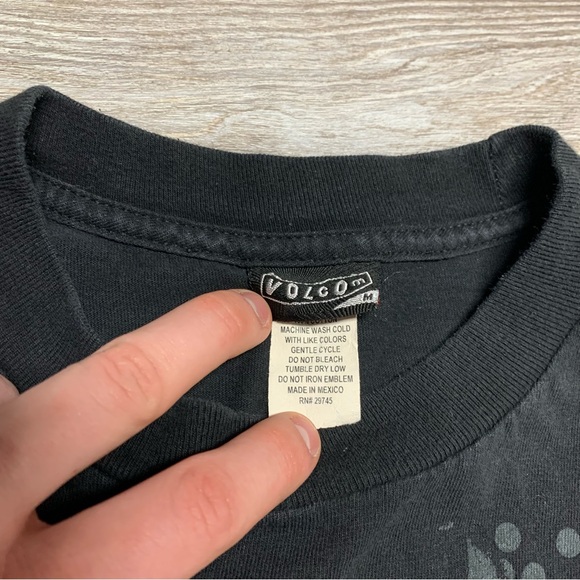 VOLCOM
M
MACHINE WASH COLD
WITH LIKE COLORS
GENTLE CYCLE
DO NOT BLEACH
TUMBLE DRY LOW
DO NOT IRON EMBLEM
MADE IN MEXICO
RN# 29745